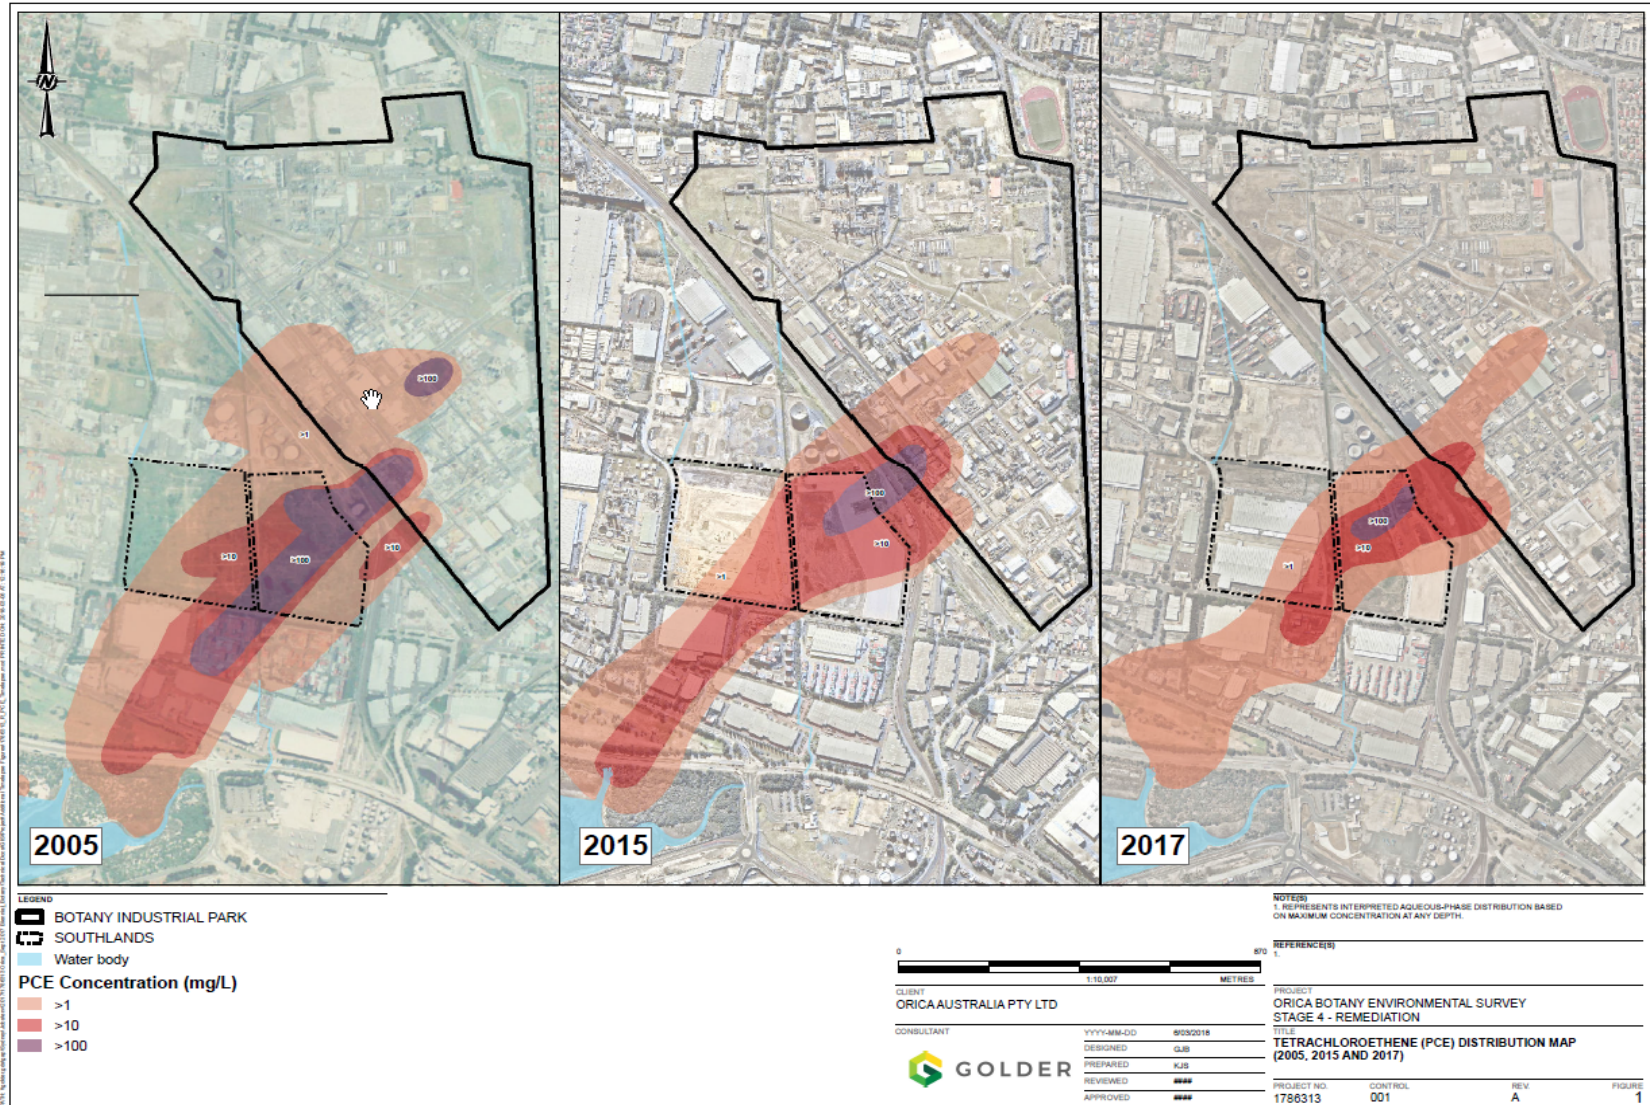 N
>100
>1
>10
>100
>10
2005
>100
>10
>1
2015
>100
>10
>1
2017
LEGEND
BOTANY INDUSTRIAL PARK
SOUTHLANDS
Water body
PCE Concentration (mg/L)
>1
>10
>100
0 870
1:10,007 METRES
CLIENT
ORICA AUSTRALIA PTY LTD
CONSULTANT
GOLDER
YYYY-MM-DD 6/03/2018
DESIGNED GJB
PREPARED KJS
REVIEWED ####
APPROVED ####
NOTE(S)
1. REPRESENTS INTERPRETED AQUEOUS-PHASE DISTRIBUTION BASED
ON MAXIMUM CONCENTRATION AT ANY DEPTH.
REFERENCE(S)
1.
PROJECT
ORICA BOTANY ENVIRONMENTAL SURVEY
STAGE 4 - REMEDIATION
TITLE
TETRACHLOROETHENE (PCE) DISTRIBUTION MAP
(2005, 2015 AND 2017)
PROJECT NO. CONTROL REV. FIGURE
1786313 001 A 1